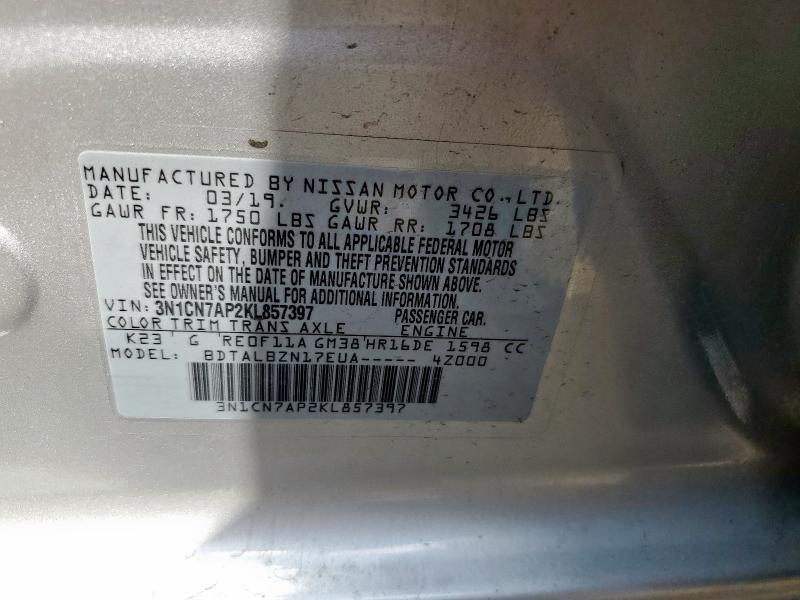 MANUFACTURED BY NISSAN MOTOR CO., LTD.
DATE: 03/19. GVWR: 3426 LBS
GAWR FR: 1750 LBS GAWR RR: 1708 LBS
THIS VEHICLE CONFORMS TO ALL APPLICABLE FEDERAL MOTOR
VEHICLE SAFETY, BUMPER AND THEFT PREVENTION STANDARDS
IN EFFECT ON THE DATE OF MANUFACTURE SHOWN ABOVE.
SEE OWNER'S MANUAL FOR ADDITIONAL INFORMATION.
VIN: 3N1CN7AP2KL857397 PASSENGER CAR.
COLOR TRIM TRANS AXLE ENGINE
K23 G RE0F11A GM38 HR16DE 1598 CC
MODEL: BDTALBZN17EUA----- 4Z000
3N1CN7AP2KL857397